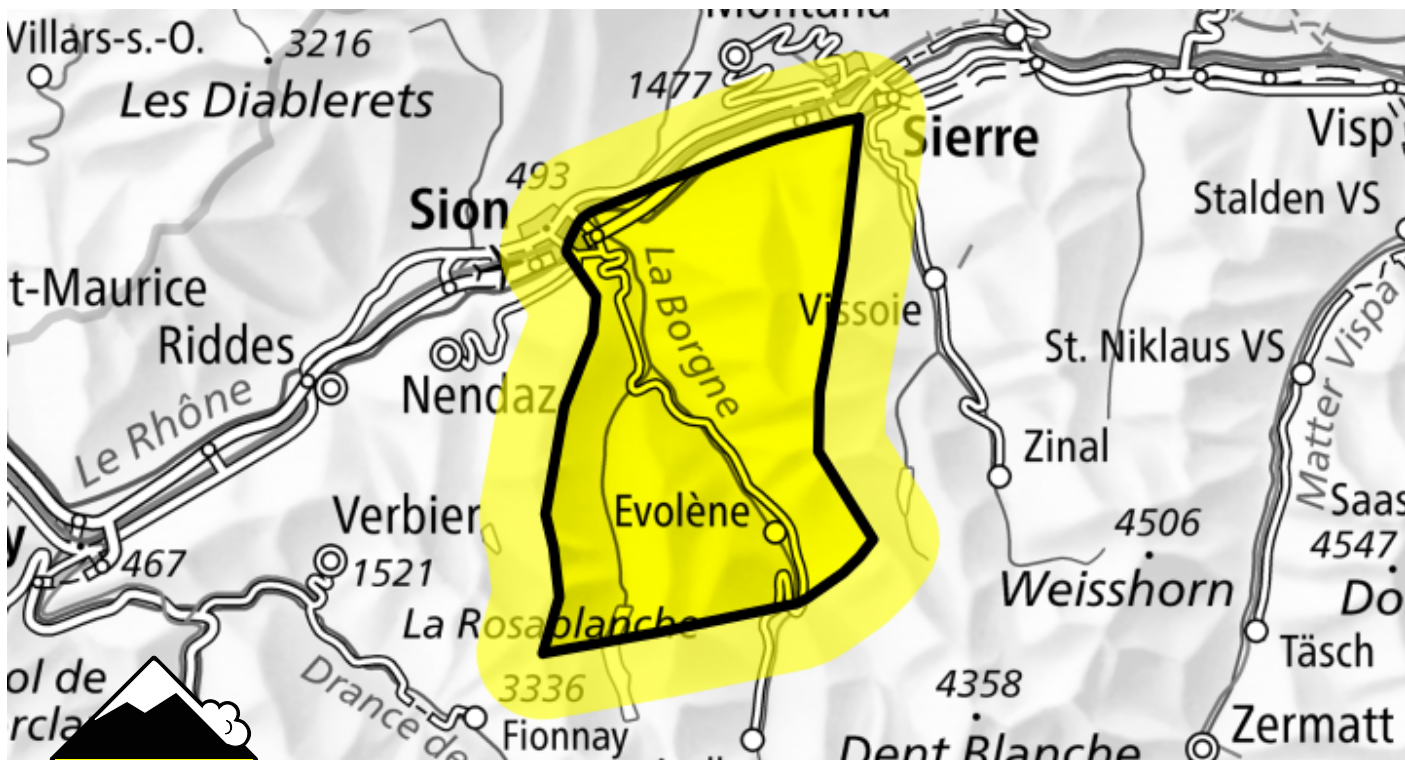 Villars-s.-O.
3216
Les Diablerets
1477
Sierre
Visp
493
Sion
Stalden VS
La Borgne
t-Maurice
Vissoie
Riddes
St. Niklaus VS
Matter Vispa
Nendaz
Le Rhône
Zinal
Verbier
Evolène
Saas
4506
4547
y
467
1521
Weisshorn
Do
La Rosablanche
Täsch
ol de
3336
4358
Drance de
Zermatt
Fionnay
Dent Blanche